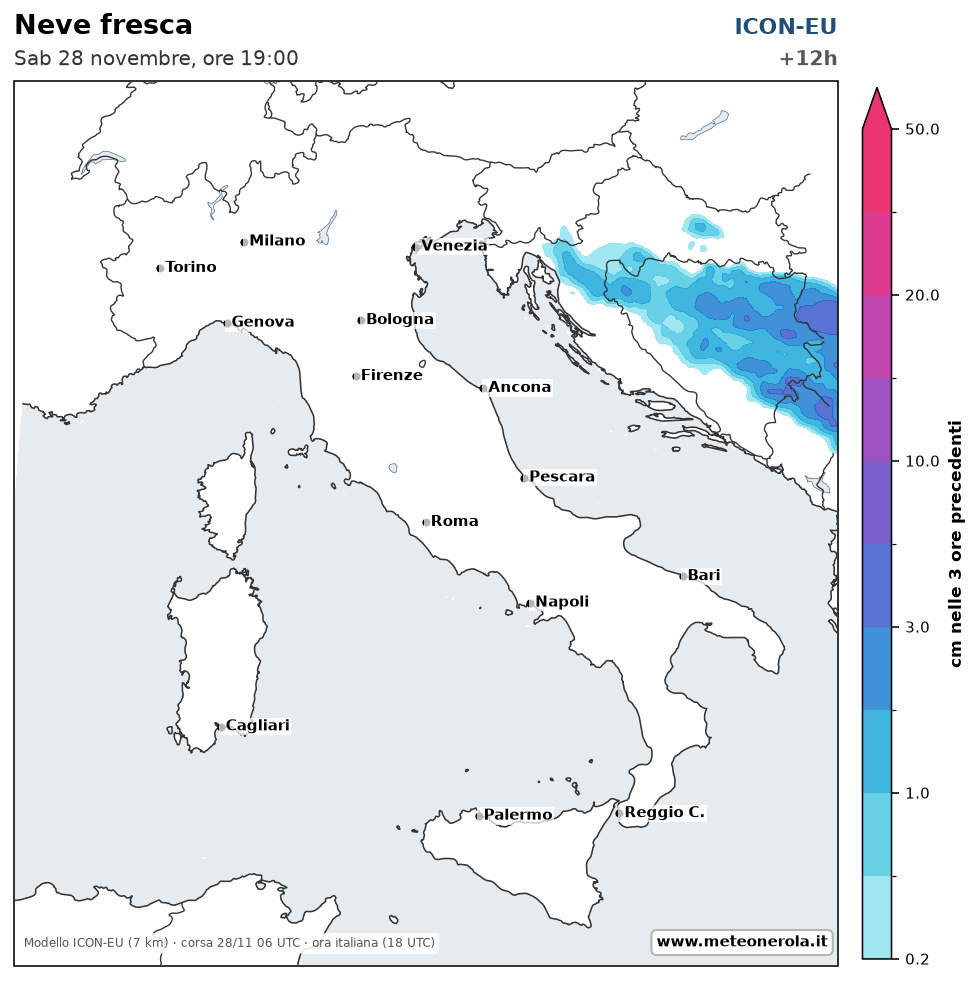 Neve fresca
ICON-EU
Sab 28 novembre, ore 19:00
+12h
50.0
20.0
10.0
3.0
1.0
0.2
cm nelle 3 ore precedenti
Milano
Venezia
Torino
Genova
Bologna
Firenze
Ancona
Pescara
Roma
Bari
Napoli
Cagliari
Palermo
Reggio C.
Modello ICON-EU (7 km) · corsa 28/11 06 UTC · ora italiana (18 UTC)
www.meteonerola.it